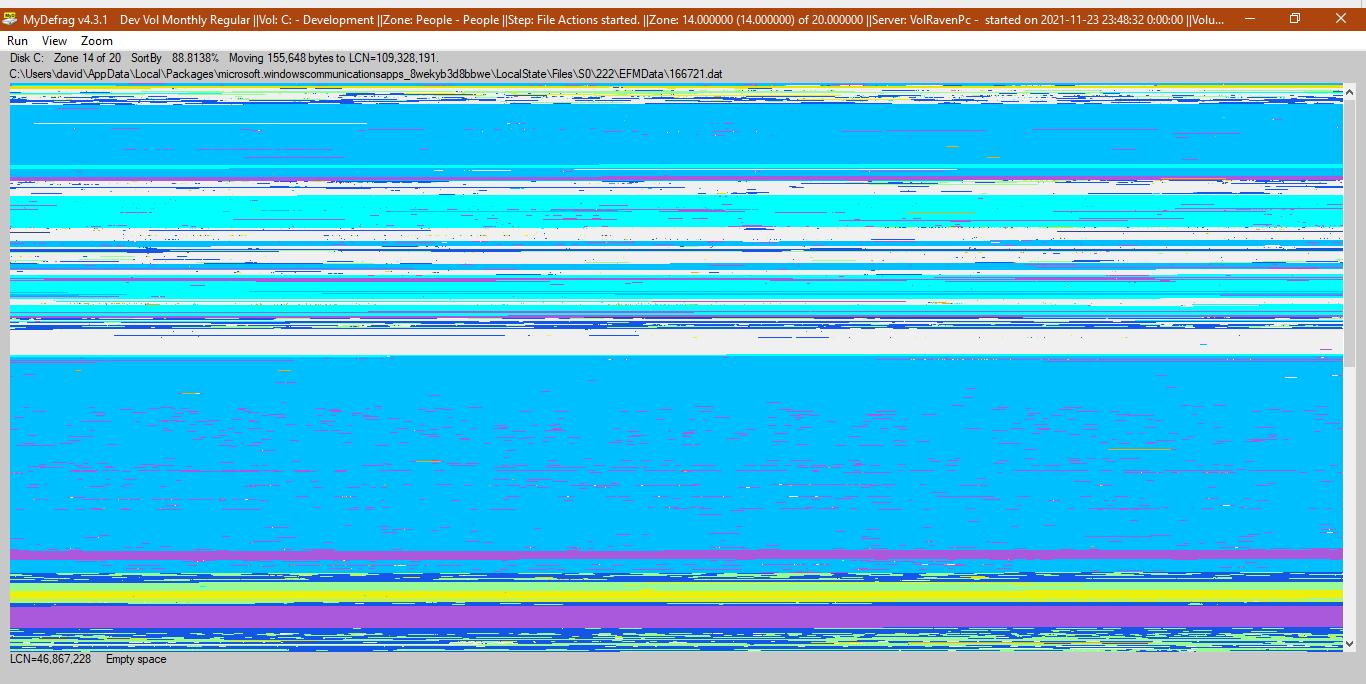 MyDefrag v4.3.1 Dev Vol Monthly Regular ||Vol: C: - Development ||Zone: People - People ||Step: File Actions started. ||Zone: 14.000000 (14.000000) of 20.000000 ||Server: VolRavenPc - started on 2021-11-23 23:48:32 0:00:00 ||Volu...
Run View Zoom
Disk C: Zone 14 of 20 SortBy 88.8138% Moving 155,648 bytes to LCN=109,328,191.
C:\Users\david\AppData\Local\Packages\microsoft.windowscommunicationsapps_8wekyb3d8bbwe\LocalState\Files\S0\222\EFMData\166721.dat
LCN=46,867,228 Empty space